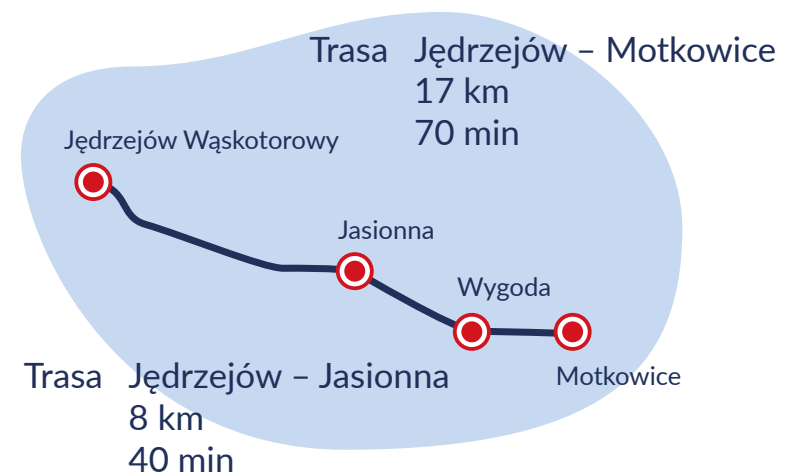 Trasa Jędrzejów – Motkowice
17 km
70 min
Jędrzejów Wąskotorowy
Jasionna
Wygoda
Motkowice
Trasa Jędrzejów – Jasionna
8 km
40 min